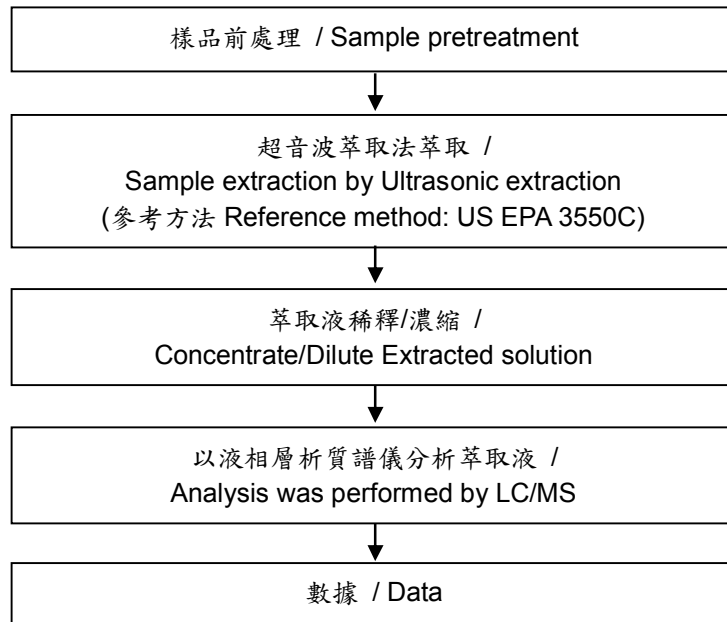 樣品前處理 / Sample pretreatment
超音波萃取法萃取 /
Sample extraction by Ultrasonic extraction
(參考方法 Reference method: US EPA 3550C)
萃取液稀釋/濃縮 /
Concentrate/Dilute Extracted solution
以液相層析質譜儀分析萃取液 /
Analysis was performed by LC/MS
數據 / Data